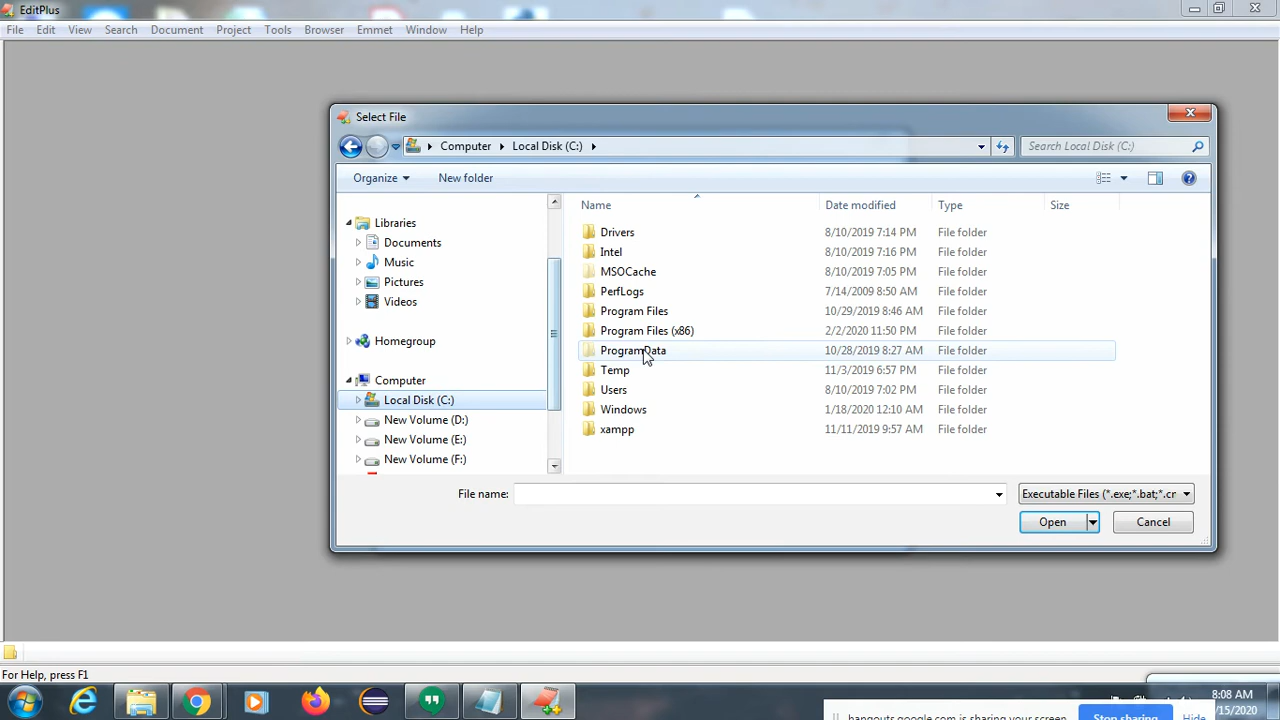 EditPlus
File Edit View Search Document Project Tools Browser Emmet Window Help
Select File
Computer Local Disk (C:)
Search Local Disk (C:)
Organize New folder
Name Date modified Type Size
Libraries
Documents
Music
Pictures
Videos
Homegroup
Computer
Local Disk (C:)
New Volume (D:)
New Volume (E:)
New Volume (F:)
Drivers 8/10/2019 7:14 PM File folder
Intel 8/10/2019 7:16 PM File folder
MSOCache 8/10/2019 7:05 PM File folder
PerfLogs 7/14/2009 8:50 AM File folder
Program Files 10/29/2019 8:46 AM File folder
Program Files (x86) 2/2/2020 11:50 PM File folder
ProgramData 10/28/2019 8:27 AM File folder
Temp 11/3/2019 6:57 PM File folder
Users 8/10/2019 7:02 PM File folder
Windows 1/18/2020 12:10 AM File folder
xampp 11/11/2019 9:57 AM File folder
File name: Executable Files (*.exe;*.bat;*.cr
Open Cancel
For Help, press F1
8:08 AM
/15/2020
hangouts.google.com is sharing your screen. Stop sharing Hide